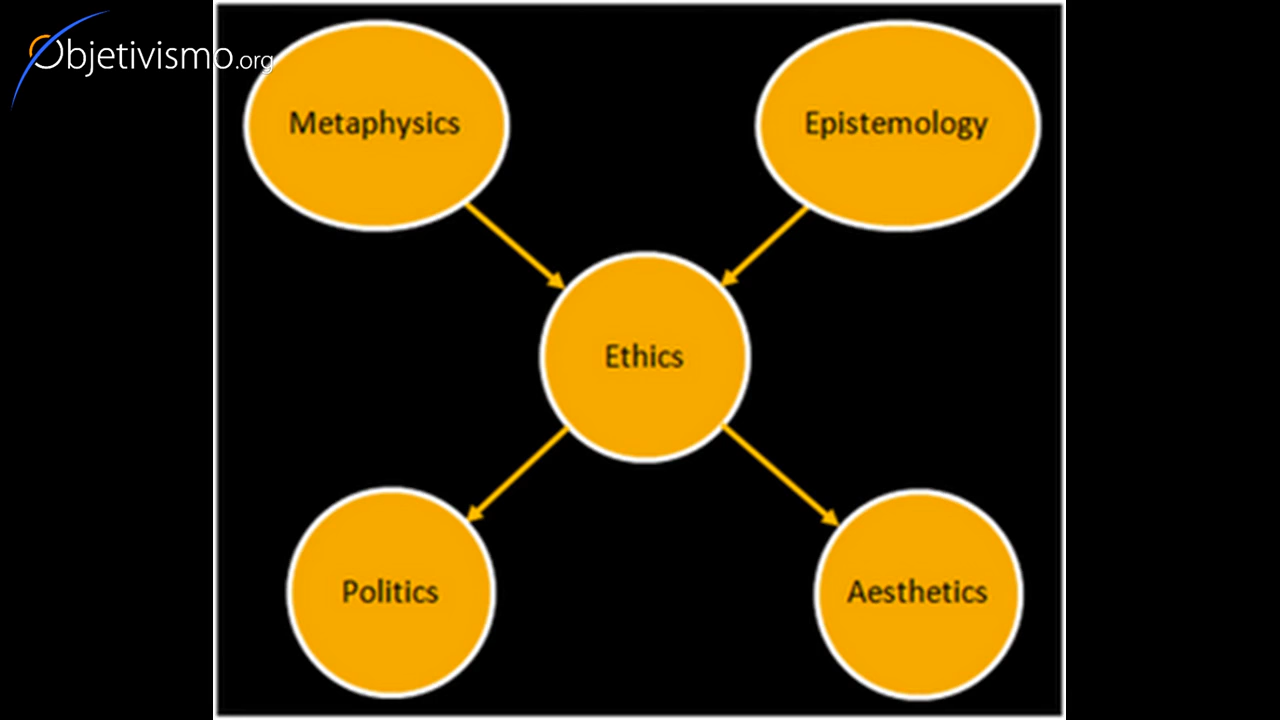 Objetivismo.org
Metaphysics
Epistemology
Ethics
Politics
Aesthetics